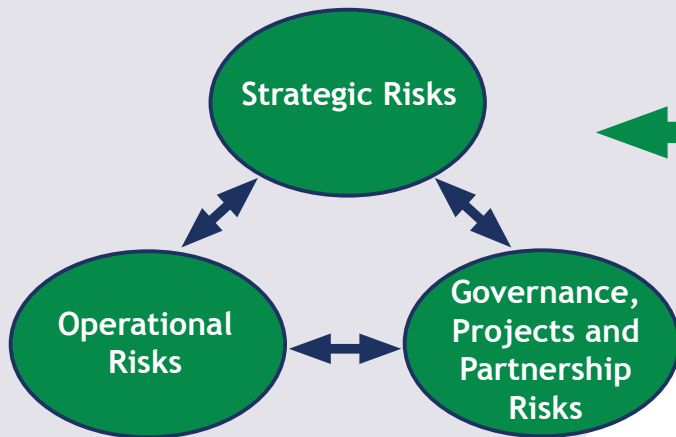 Strategic Risks
Operational
Risks
Governance,
Projects and
Partnership
Risks